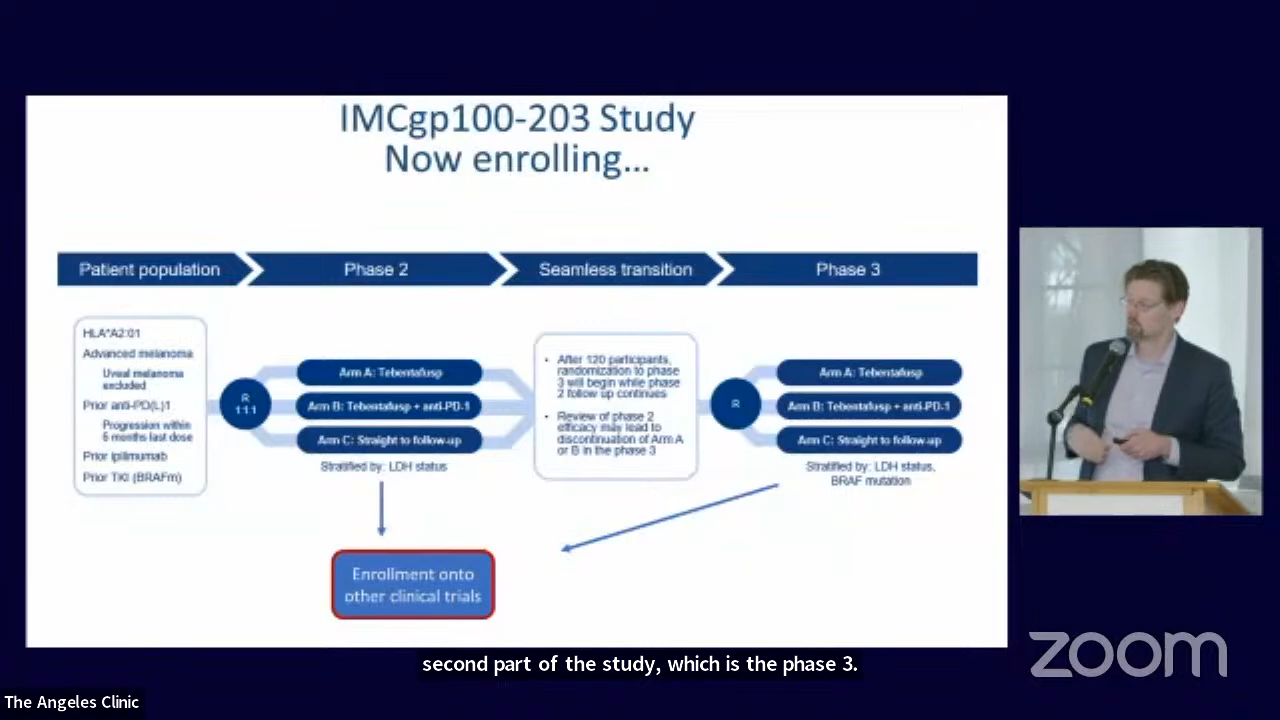 IMCgp100-203 Study
Now enrolling...
Patient population
Phase 2
Seamless transition
Phase 3
HLA*A2:01
Advanced melanoma
Uveal melanoma
excluded
Prior anti-PD(L)1
Progression within
6 months last dose
Prior ipilimumab
Prior TKI (BRAFm)
R
1:1:1
Arm A: Tebentafusp
Arm B: Tebentafusp + anti-PD-1
Arm C: Straight to follow-up
Stratified by: LDH status
• After 120 participants,
randomization to phase
3 will begin while phase
2 follow up continues
• Review of phase 2
efficacy may lead to
discontinuation of Arm A
or B in the phase 3
R
Arm A: Tebentafusp
Arm B: Tebentafusp + anti-PD-1
Arm C: Straight to follow-up
Stratified by: LDH status,
BRAF mutation
Enrollment onto
other clinical trials
second part of the study, which is the phase 3.
zoom
The Angeles Clinic